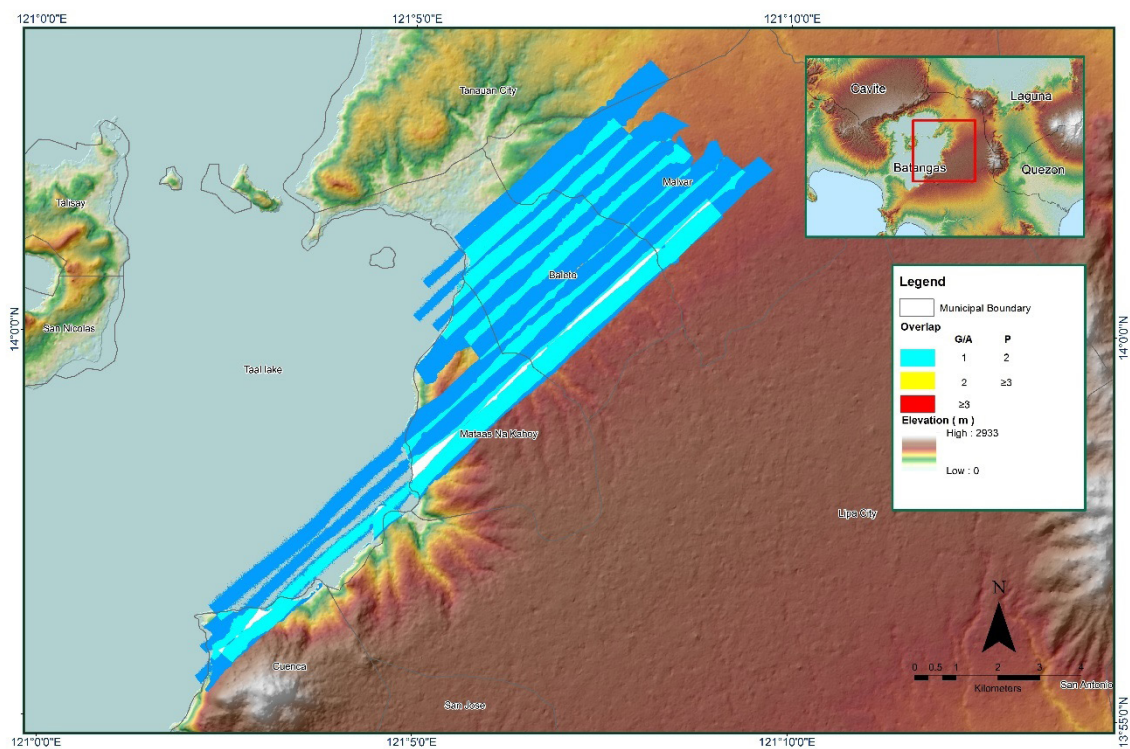 121°0'0"E
121°5'0"E
121°10'0"E
Tanauan City
Cavite
Laguna
Batangas
Quezon
Talisay
Malvar
Balete
Legend
Municipal Boundary
Overlap
G/A P
1 2
2 ≥3
≥3
Elevation ( m )
High : 2933
Low : 0
San Nicolas
14°0'0"N
14°0'0"N
Taal lake
Mataas Na Kahoy
Lipa City
N
Cuenca
0 0.5 1 2 3 4
Kilometers
San Antonio
San Jose
13°55'0"N
121°0'0"E
121°5'0"E
121°10'0"E